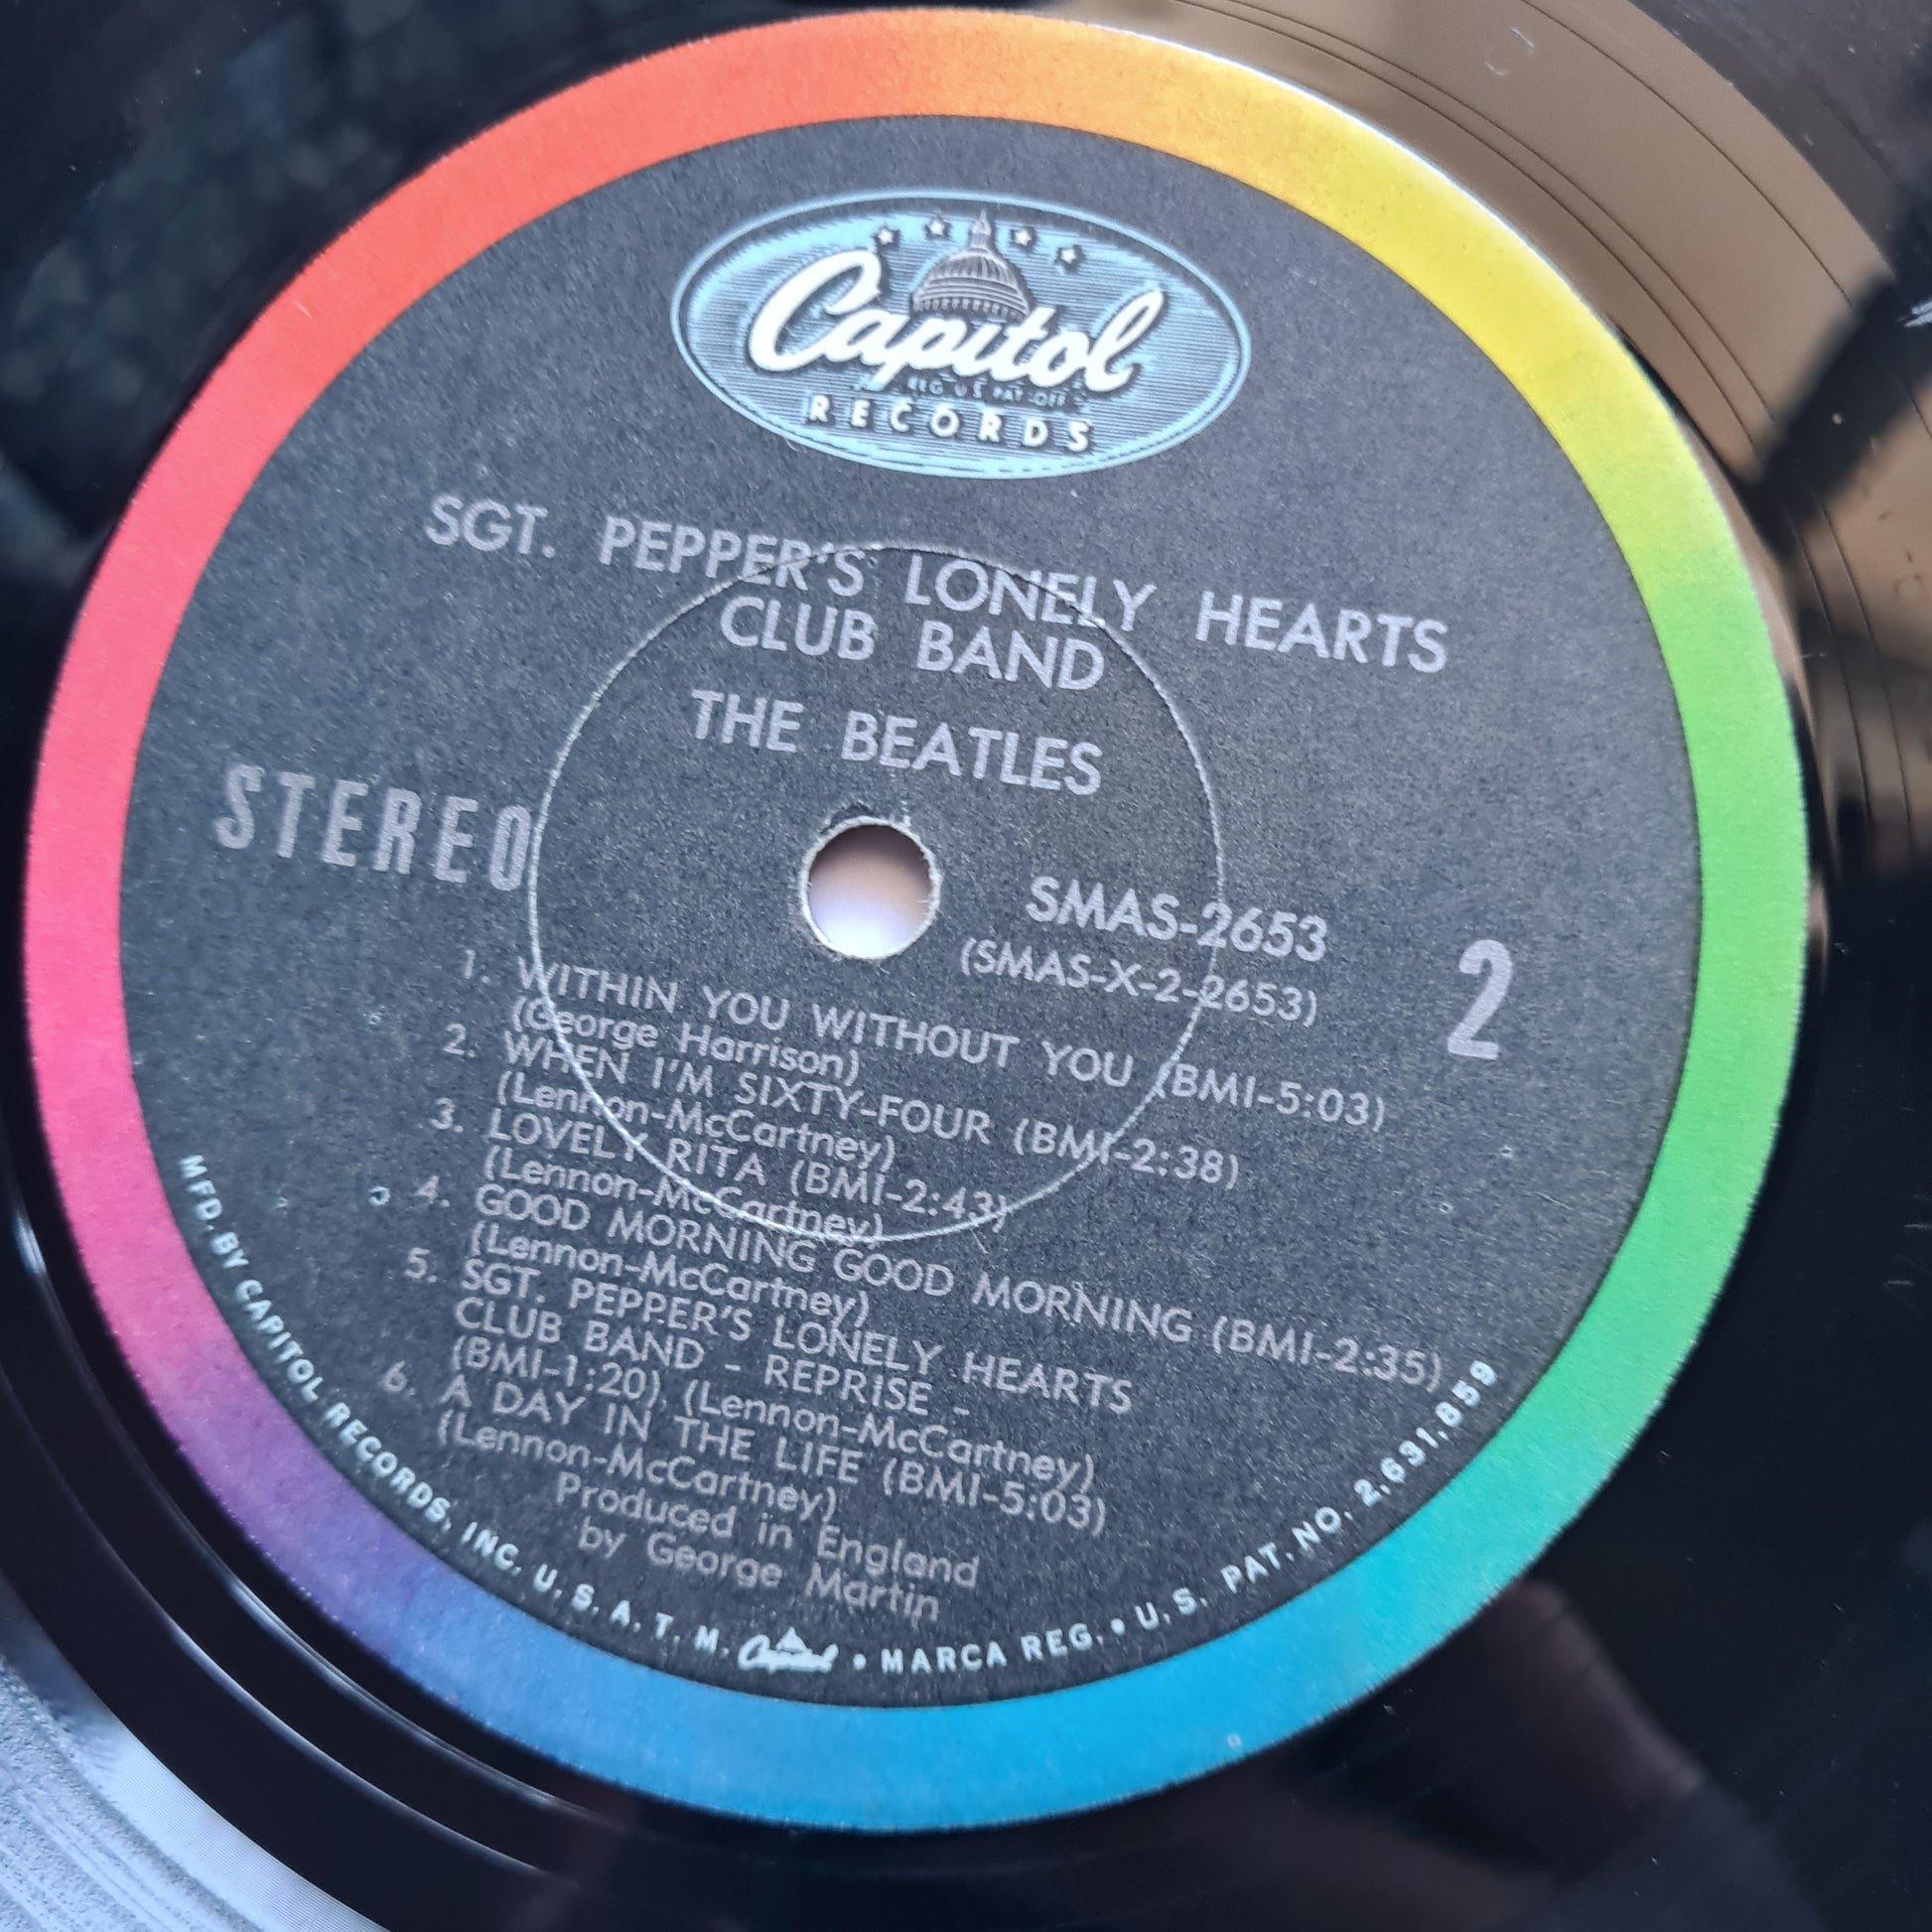 Capitol
REG. U.S. PAT. OFF.
RECORDS
SGT. PEPPER'S LONELY HEARTS
CLUB BAND
THE BEATLES
STEREO
SMAS-2653
(SMAS-X-2-2653)
2
1. WITHIN YOU WITHOUT YOU (BMI-5:03)
(George Harrison)
2. WHEN I'M SIXTY-FOUR (BMI-2:38)
(Lennon-McCartney)
3. LOVELY RITA (BMI-2:43)
(Lennon-McCartney)
4. GOOD MORNING GOOD MORNING (BMI-2:35)
(Lennon-McCartney)
5. SGT. PEPPER'S LONELY HEARTS
CLUB BAND - REPRISE -
(BMI-1:20) (Lennon-McCartney)
6. A DAY IN THE LIFE (BMI-5:03)
(Lennon-McCartney)
Produced in England
by George Martin
MFD. BY CAPITOL RECORDS, INC. U.S.A. T.M. Capitol • MARCA REG. • U.S. PAT. NO. 2,631,859